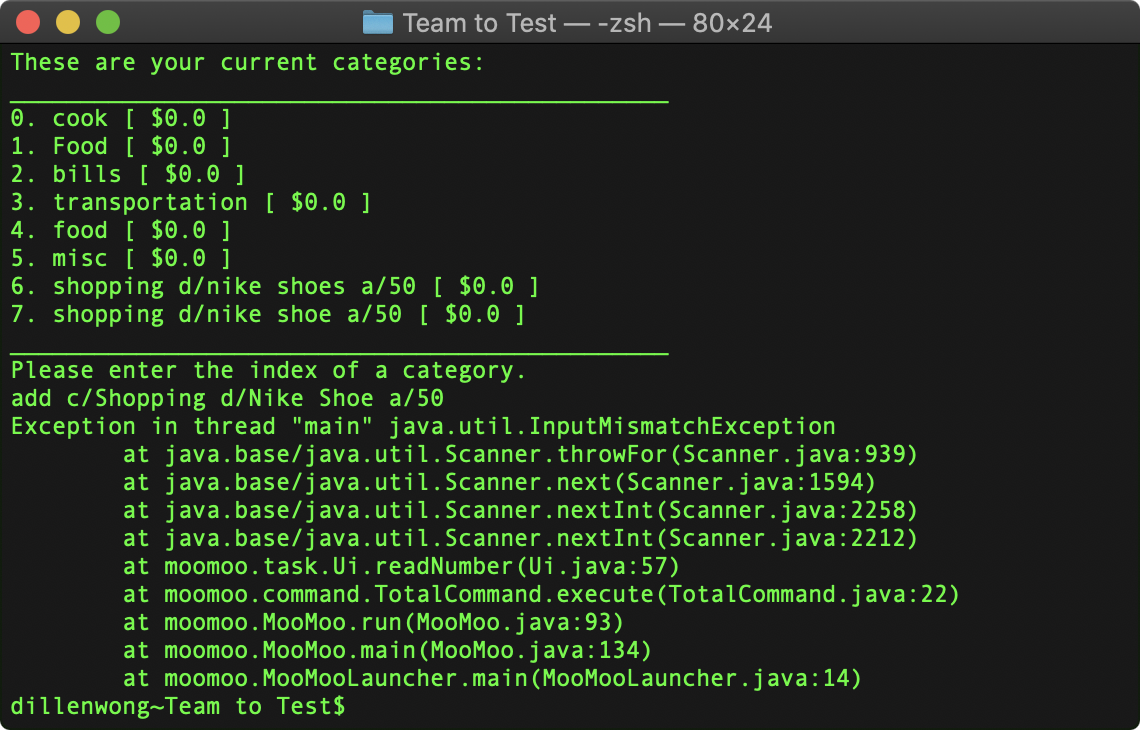 Team to Test — -zsh — 80×24
These are your current categories:
_______________________________________________
0. cook [ $0.0 ]
1. Food [ $0.0 ]
2. bills [ $0.0 ]
3. transportation [ $0.0 ]
4. food [ $0.0 ]
5. misc [ $0.0 ]
6. shopping d/nike shoes a/50 [ $0.0 ]
7. shopping d/nike shoe a/50 [ $0.0 ]
_______________________________________________
Please enter the index of a category.
add c/Shopping d/Nike Shoe a/50
Exception in thread "main" java.util.InputMismatchException
at java.base/java.util.Scanner.throwFor(Scanner.java:939)
at java.base/java.util.Scanner.next(Scanner.java:1594)
at java.base/java.util.Scanner.nextInt(Scanner.java:2258)
at java.base/java.util.Scanner.nextInt(Scanner.java:2212)
at moomoo.task.Ui.readNumber(Ui.java:57)
at moomoo.command.TotalCommand.execute(TotalCommand.java:22)
at moomoo.MooMoo.run(MooMoo.java:93)
at moomoo.MooMoo.main(MooMoo.java:134)
at moomoo.MooMooLauncher.main(MooMooLauncher.java:14)
dillenwong~Team to Test$